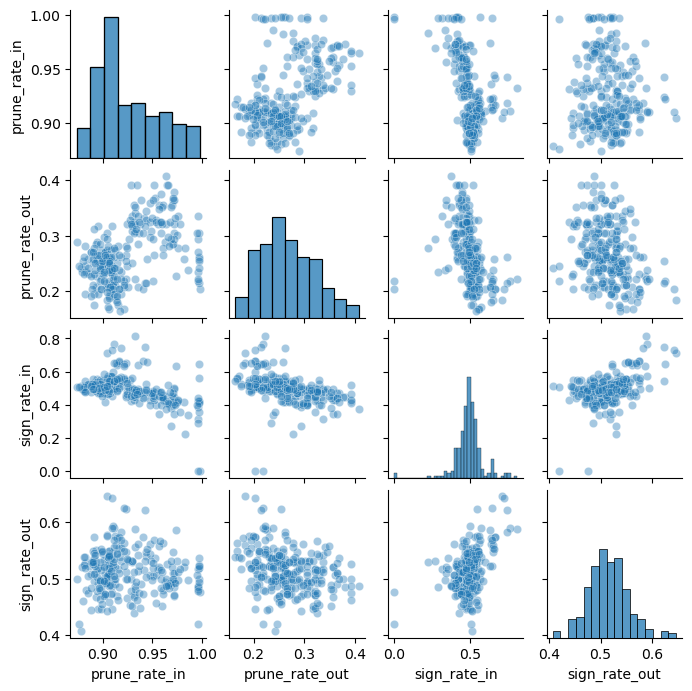 prune_rate_in
1.00
0.95
0.90
prune_rate_out
0.4
0.3
0.2
sign_rate_in
0.8
0.6
0.4
0.2
0.0
sign_rate_out
0.6
0.5
0.4
0.90 0.95 1.00
0.2 0.3 0.4
0.0 0.5
0.4 0.5 0.6
prune_rate_in prune_rate_out sign_rate_in sign_rate_out